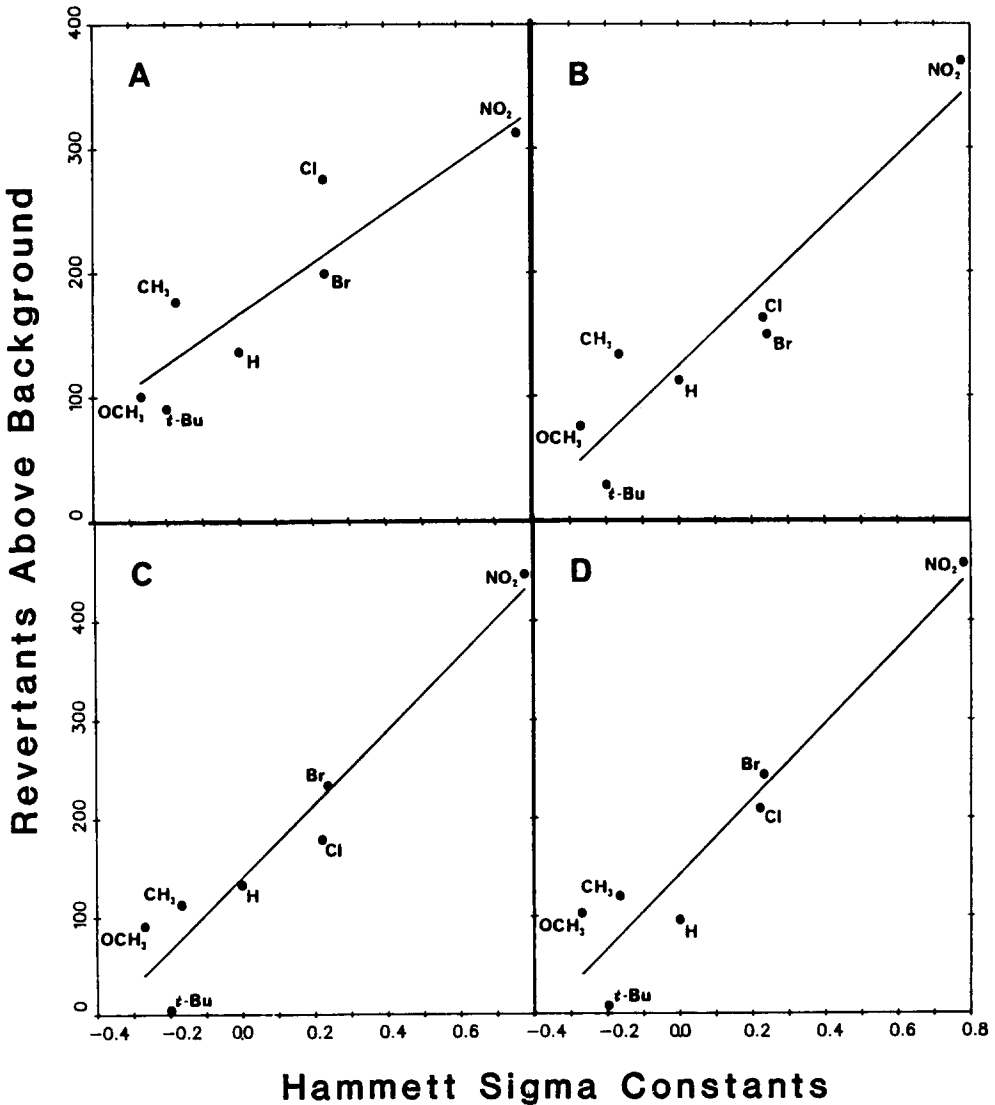 Revertants Above Background
400
300
200
100
0
A
NO₂
Cl
Br
CH₃
H
OCH₃
t-Bu
B
NO₂
Cl
Br
CH₃
H
OCH₃
t-Bu
400
300
200
100
0
C
NO₂
Br
Cl
CH₃
H
OCH₃
t-Bu
D
NO₂
Br
Cl
CH₃
H
OCH₃
t-Bu
-0.4 -0.2 0.0 0.2 0.4 0.6 -0.4 -0.2 0.0 0.2 0.4 0.6 0.8
Hammett Sigma Constants